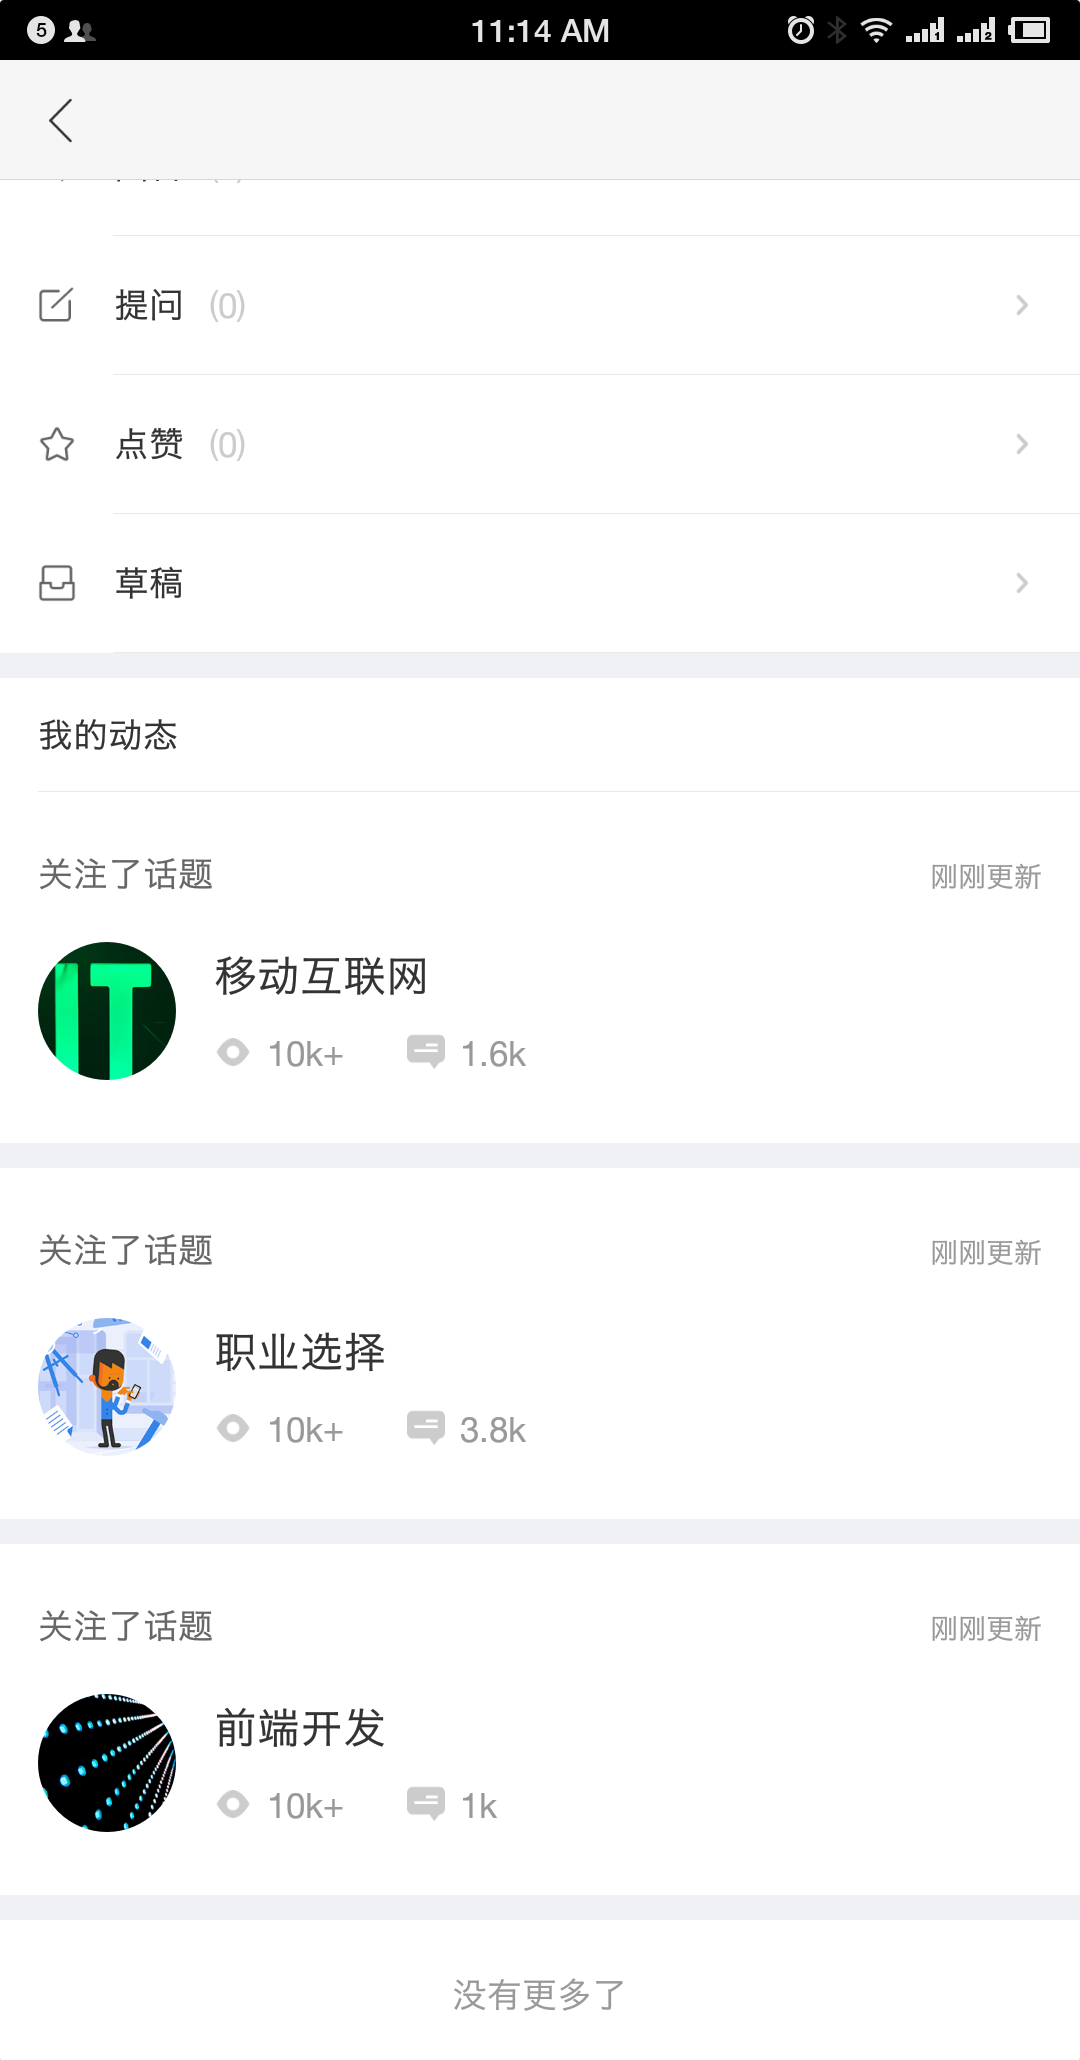 5
11:14 AM
1
2
提问 (0)
点赞 (0)
草稿
我的动态
关注了话题
刚刚更新
IT
移动互联网
10k+ 1.6k
关注了话题
刚刚更新
职业选择
10k+ 3.8k
关注了话题
刚刚更新
前端开发
10k+ 1k
没有更多了